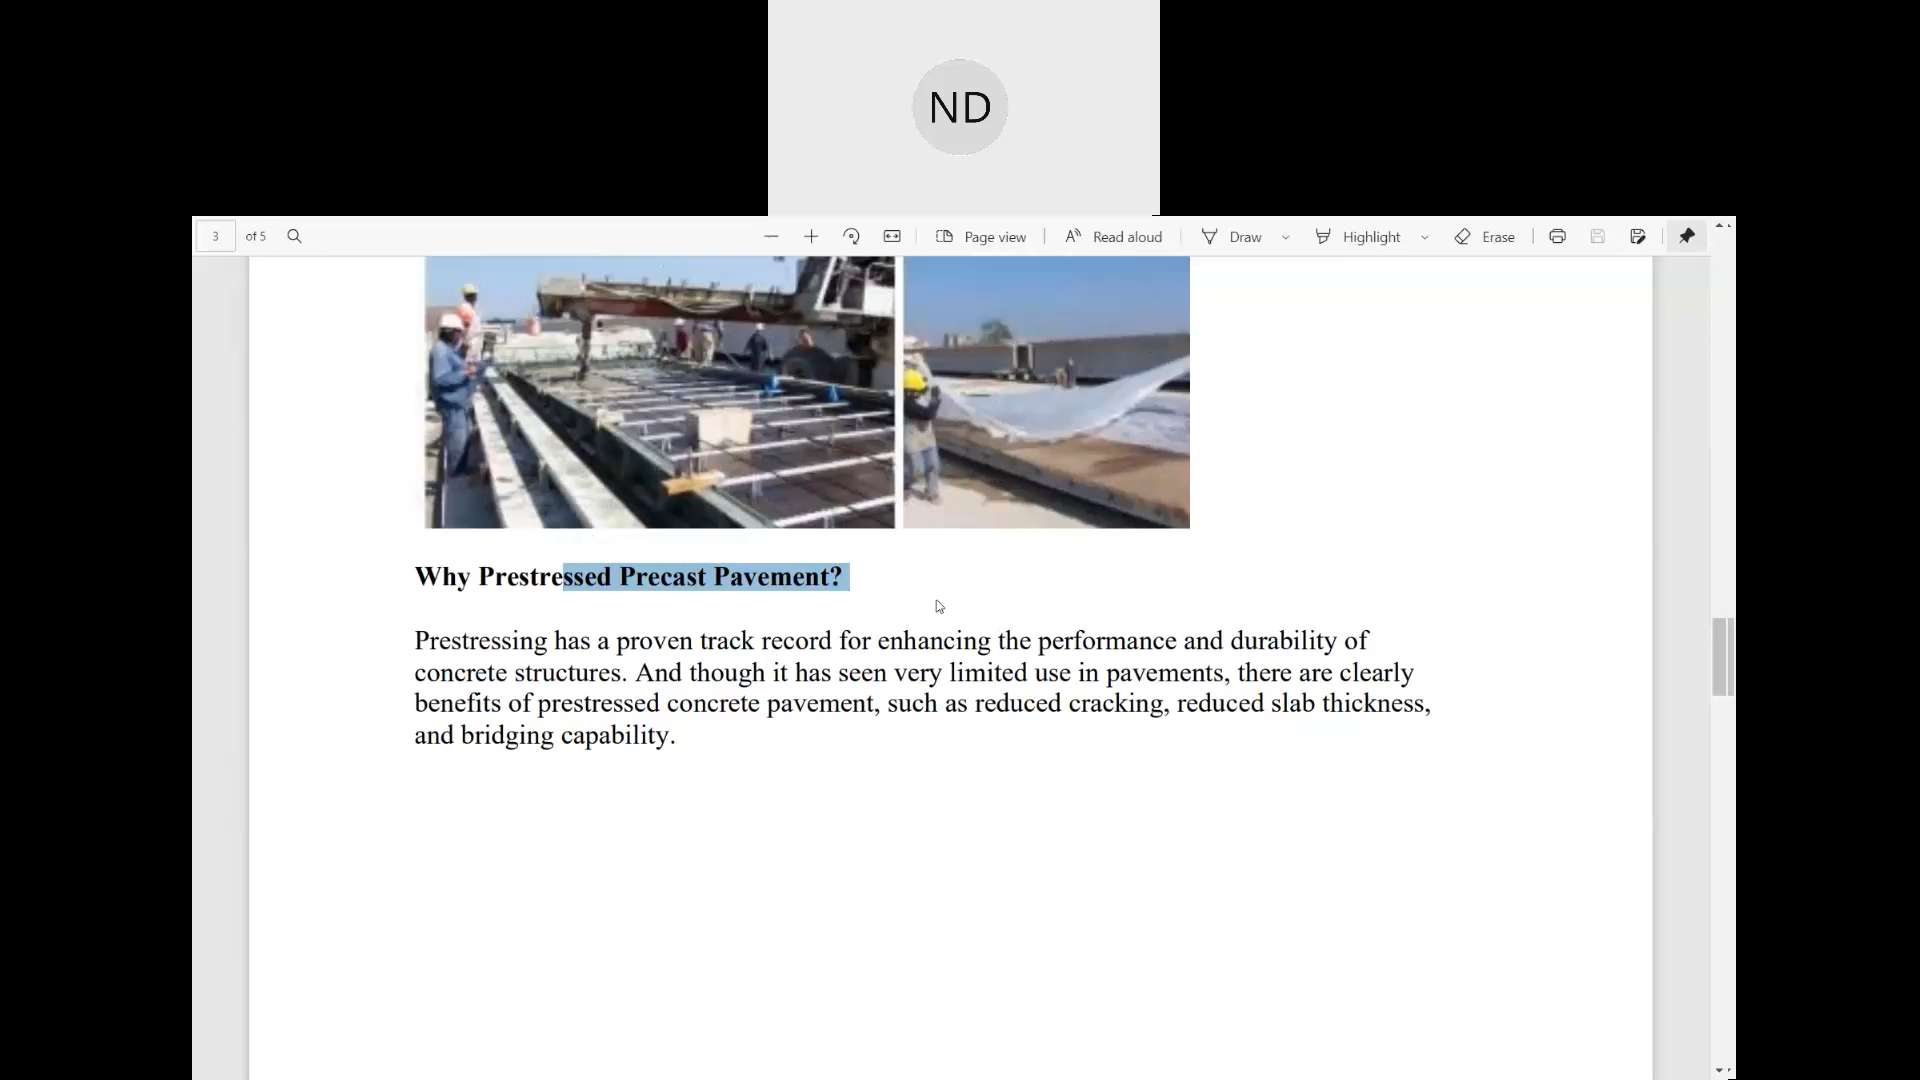 ND
3 of 5 Page view Read aloud Draw Highlight Erase
Why Prestressed Precast Pavement?
Prestressing has a proven track record for enhancing the performance and durability of
concrete structures. And though it has seen very limited use in pavements, there are clearly
benefits of prestressed concrete pavement, such as reduced cracking, reduced slab thickness,
and bridging capability.